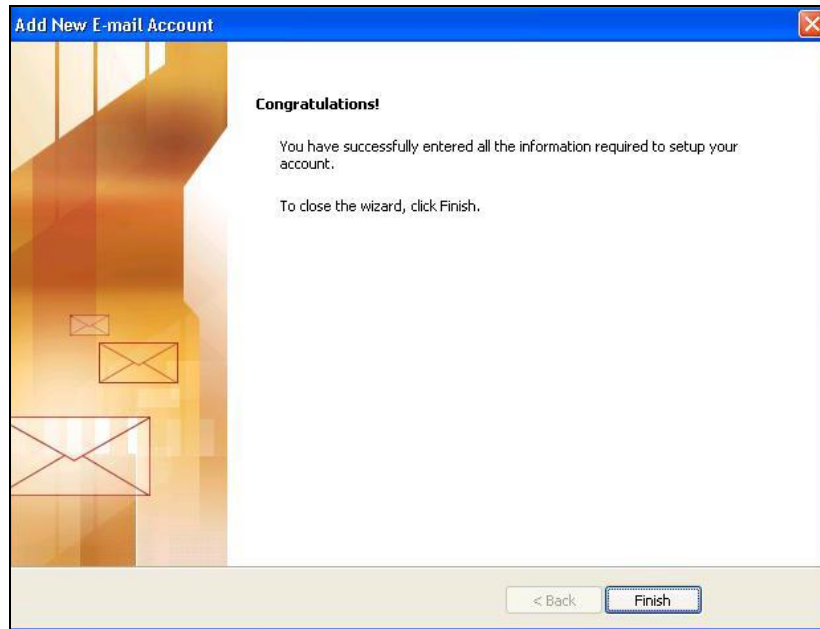 Add New E-mail Account
Congratulations!
You have successfully entered all the information required to setup your
account.
To close the wizard, click Finish.
< Back
Finish